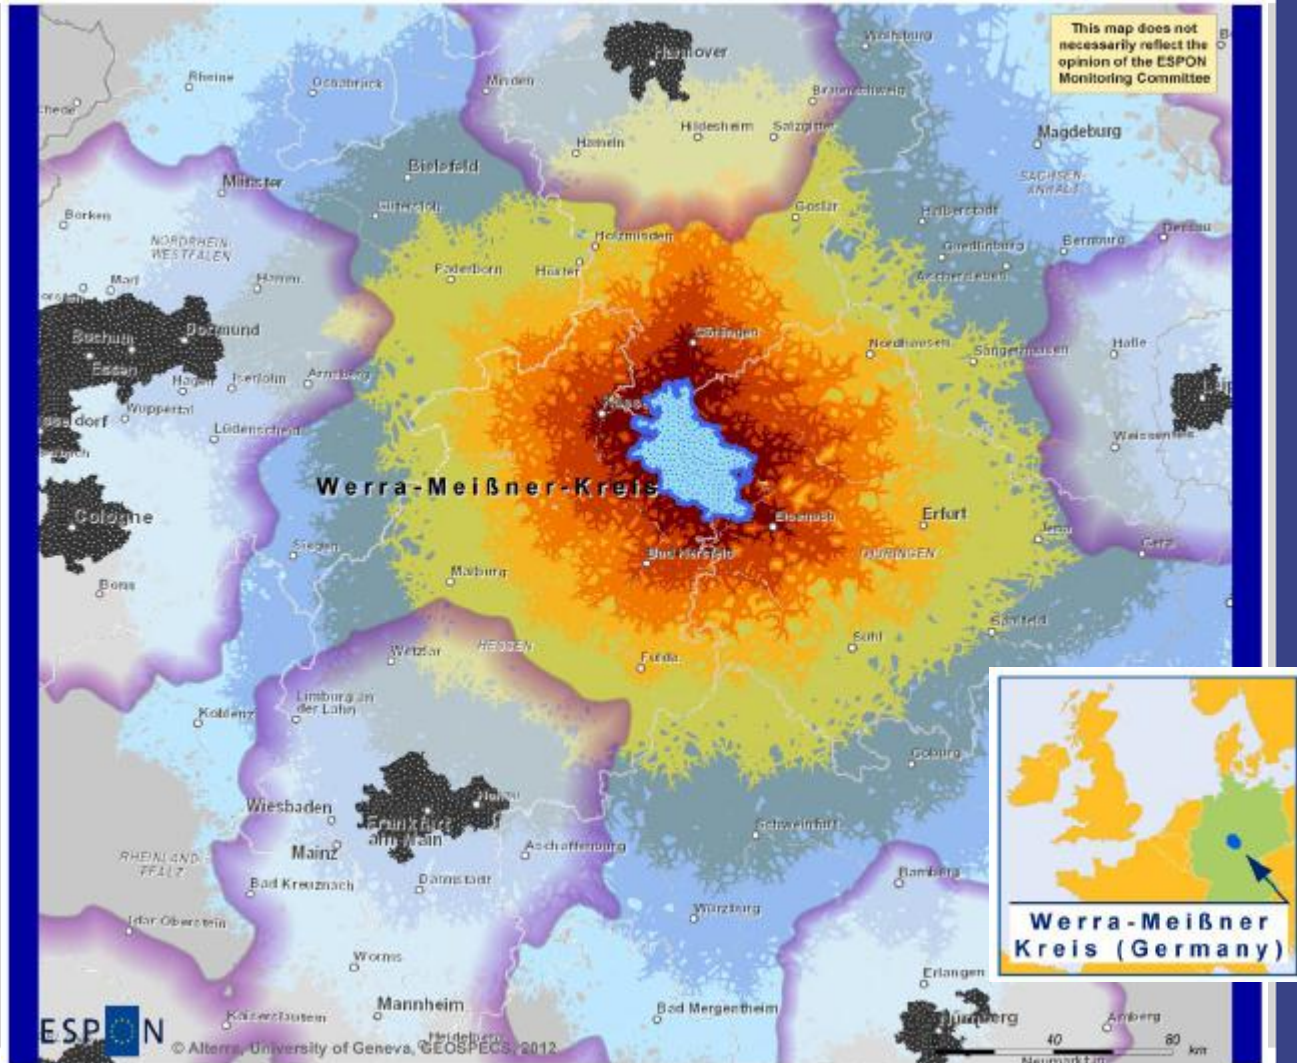 This map does not
necessarily reflect the
opinion of the ESPON
Monitoring Committee
Hannover
Wolfsburg
Rheine
Osnabrück
Minden
Braunschweig
Hildesheim
Salzgitter
Hameln
Magdeburg
SACHSEN-
ANHALT
Bielefeld
Münster
Gütersloh
Borken
Goslar
Halberstadt
Quedlinburg
Bernburg
Dessau
Aschersleben
NORDRHEIN-
WESTFALEN
Holzminden
Höxter
Paderborn
Hamm
Marl
Bochum
Dortmund
Essen
Göttingen
Nordhausen
Sangerhausen
Halle
Hagen
Iserlohn
Arnsberg
Wuppertal
Lüdenscheid
Weissenfels
Werra-Meißner-Kreis
Cologne
Eisenach
Erfurt
Jena
Gera
Siegen
Bad Hersfeld
THÜRINGEN
Bonn
Marburg
Saalfeld
Suhl
Wetzlar
HESSEN
Fulda
Limburg an
der Lahn
Koblenz
Coburg
Wiesbaden
Hanau
Frankfurt
am Main
Schweinfurt
Mainz
Aschaffenburg
RHEINLAND-
PFALZ
Bad Kreuznach
Darmstadt
Bamberg
Würzburg
Idar Oberstein
Worms
Erlangen
Mannheim
Bad Mergentheim
Kaiserslautern
Nürnberg
Amberg
Heidelberg
ESPON
© Alterra, University of Geneva, GEOSPECS, 2012
40
80
km
Werra-Meißner
Kreis (Germany)